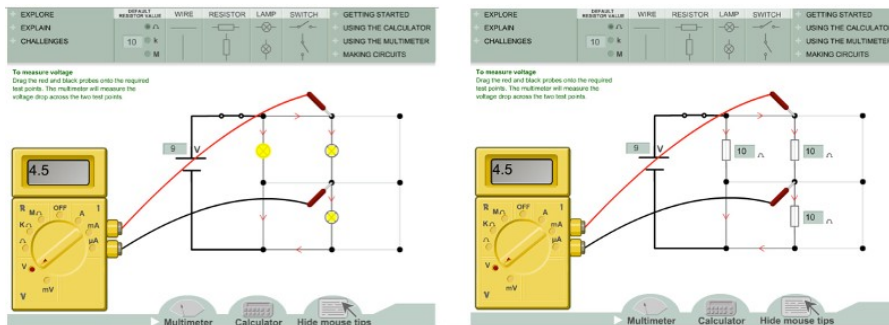 EXPLORE
EXPLAIN
CHALLENGES
DEFAULT
RESISTOR VALUE
10
Ω
k
M
WIRE
RESISTOR
LAMP
SWITCH
GETTING STARTED
USING THE CALCULATOR
USING THE MULTIMETER
MAKING CIRCUITS
To measure voltage
Drag the red and black probes onto the required
test points. The multimeter will measure the
voltage drop across the two test points.
9 V
4.5
R
MΩ
OFF
A
I
KΩ
mA
Ω
µA
V
mV
V
Multimeter
Calculator
Hide mouse tips
EXPLORE
EXPLAIN
CHALLENGES
DEFAULT
RESISTOR VALUE
10
Ω
k
M
WIRE
RESISTOR
LAMP
SWITCH
GETTING STARTED
USING THE CALCULATOR
USING THE MULTIMETER
MAKING CIRCUITS
To measure voltage
Drag the red and black probes onto the required
test points. The multimeter will measure the
voltage drop across the two test points.
9 V
10 Ω
10 Ω
10 Ω
4.5
R
MΩ
OFF
A
I
KΩ
mA
Ω
µA
V
mV
V
Multimeter
Calculator
Hide mouse tips